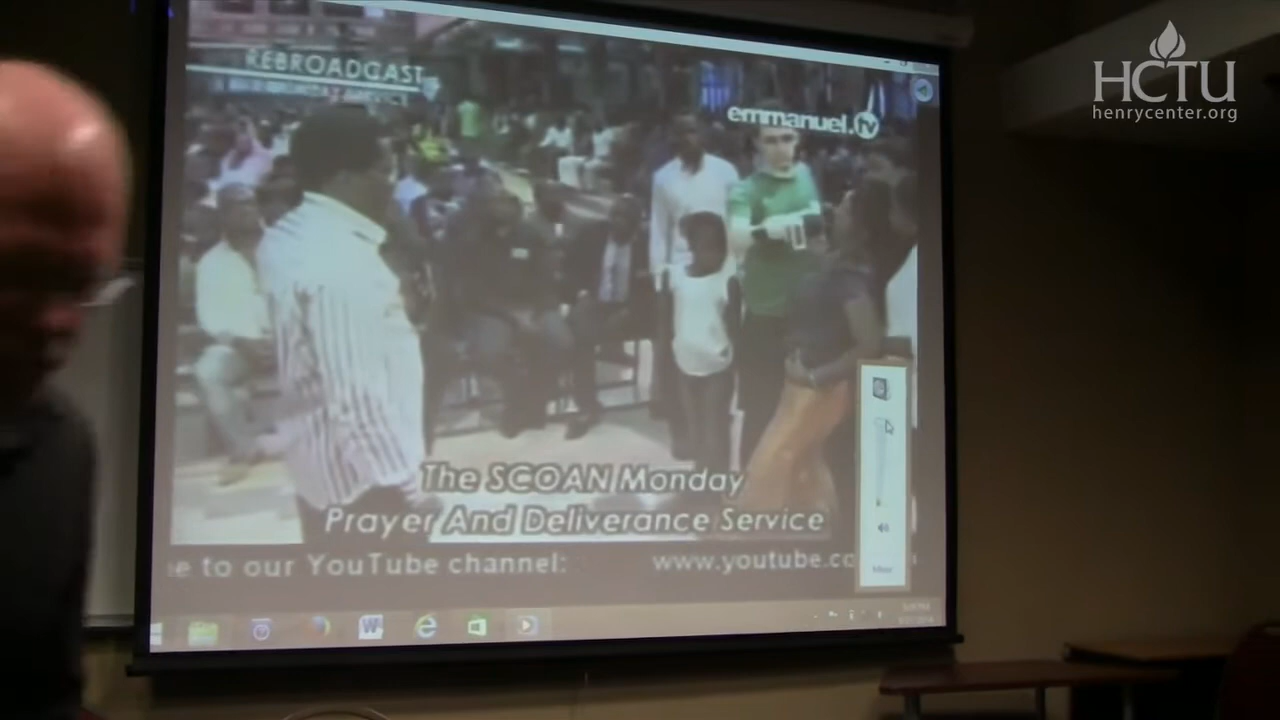 HCTU
henrycenter.org
REBROADCAST
emmanuel.tv
The SCOAN Monday
Prayer And Deliverance Service
e to our YouTube channel: www.youtube.co